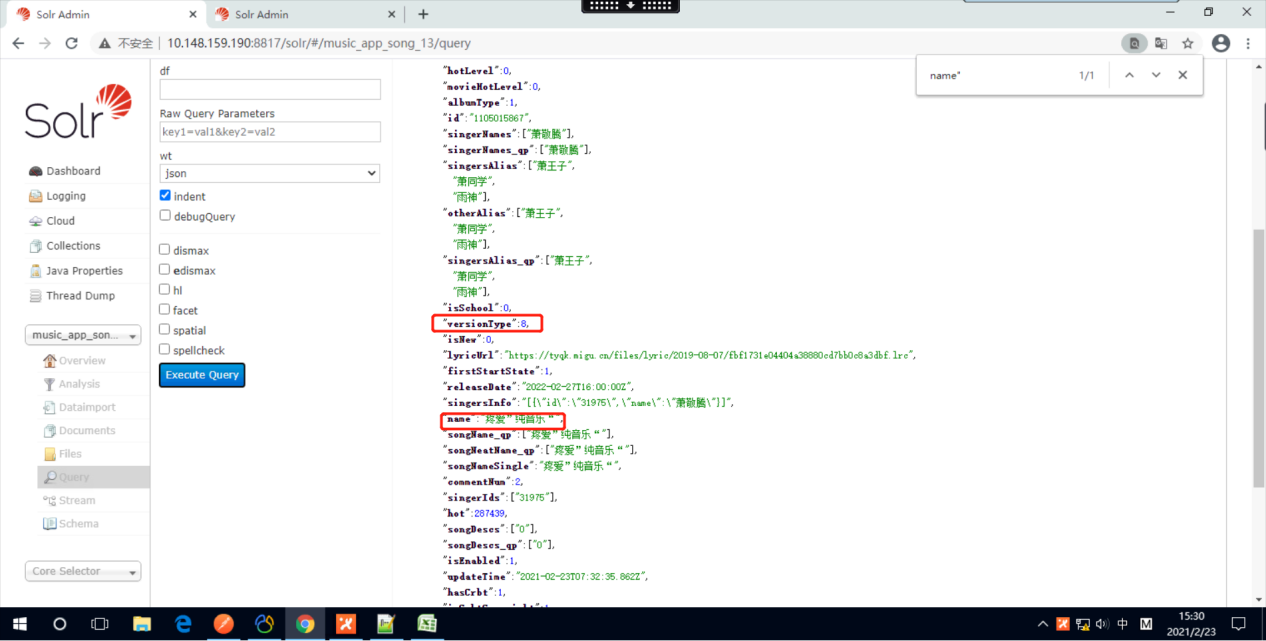 Solr Admin
Solr Admin
不安全 | 10.148.159.190:8817/solr/#/music_app_song_13/query
name"
1/1
Solr
Dashboard
Logging
Cloud
Collections
Java Properties
Thread Dump
music_app_son...
Overview
Analysis
Dataimport
Documents
Files
Query
Stream
Schema
Core Selector
df
Raw Query Parameters
key1=val1&key2=val2
wt
json
indent
debugQuery
dismax
edismax
hl
facet
spatial
spellcheck
Execute Query
"hotLevel":0,
"movieHotLevel":0,
"albumType":1,
"id":"1105015867",
"singerNames":["萧敬腾"],
"singerNames_qp":["萧敬腾"],
"singersAlias":["萧王子",
"萧同学",
"雨神"],
"otherAlias":["萧王子",
"萧同学",
"雨神"],
"singersAlias_qp":["萧王子",
"萧同学",
"雨神"],
"isSchool":0,
"versionType":8,
"isNew":0,
"lyricUrl":"https://tyqk.migu.cn/files/lyric/2019-08-07/fbf1731e04404a38880cd7bb0c8a3dbf.lrc",
"firstStartState":1,
"releaseDate":"2022-02-27T16:00:00Z",
"singersInfo":"[{\"id\":\"31975\",\"name\":\"萧敬腾\"}]",
"name":"疼爱”纯音乐“",
"songName_qp":["疼爱”纯音乐“"],
"songNeatName_qp":["疼爱”纯音乐“"],
"songNameSingle":"疼爱”纯音乐“",
"commentNum":2,
"singerIds":["31975"],
"hot":287439,
"songDescs":["0"],
"songDescs_qp":["0"],
"isEnabled":1,
"updateTime":"2021-02-23T07:32:35.862Z",
"hasCrbt":1,
中
M
15:30
2021/2/23